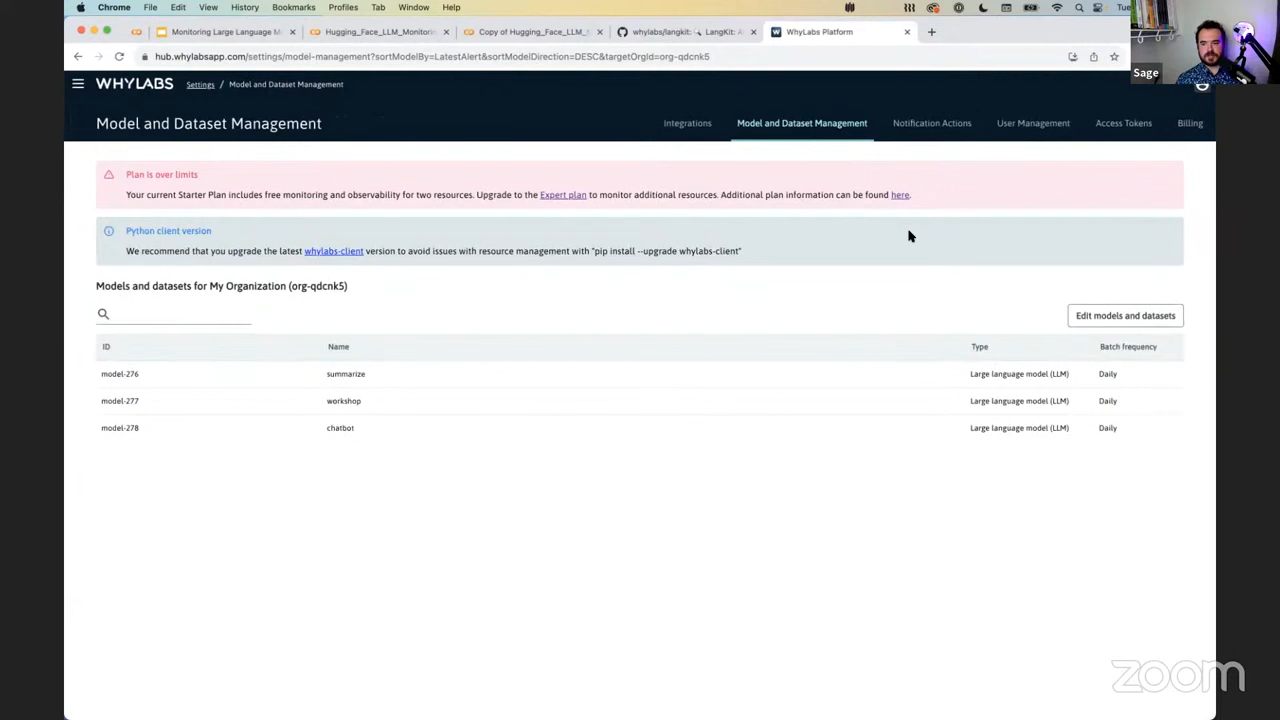 Chrome File Edit View History Bookmarks Profiles Tab Window Help Tue
Monitoring Large Language M
Hugging_Face_LLM_Monitorin
Copy of Hugging_Face_LLM_
whylabs/langkit: 🔍 LangKit: A
WhyLabs Platform
hub.whylabsapp.com/settings/model-management?sortModelBy=LatestAlert&sortModelDirection=DESC&targetOrgId=org-qdcnk5
Sage
WHYLABS Settings / Model and Dataset Management
Model and Dataset Management
Integrations Model and Dataset Management Notification Actions User Management Access Tokens Billing
Plan is over limits
Your current Starter Plan includes free monitoring and observability for two resources. Upgrade to the Expert plan to monitor additional resources. Additional plan information can be found here.
Python client version
We recommend that you upgrade the latest whylabs-client version to avoid issues with resource management with "pip install --upgrade whylabs-client"
Models and datasets for My Organization (org-qdcnk5)
Edit models and datasets
ID Name Type Batch frequency
model-276 summarize Large language model (LLM) Daily
model-277 workshop Large language model (LLM) Daily
model-278 chatbot Large language model (LLM) Daily
zoom